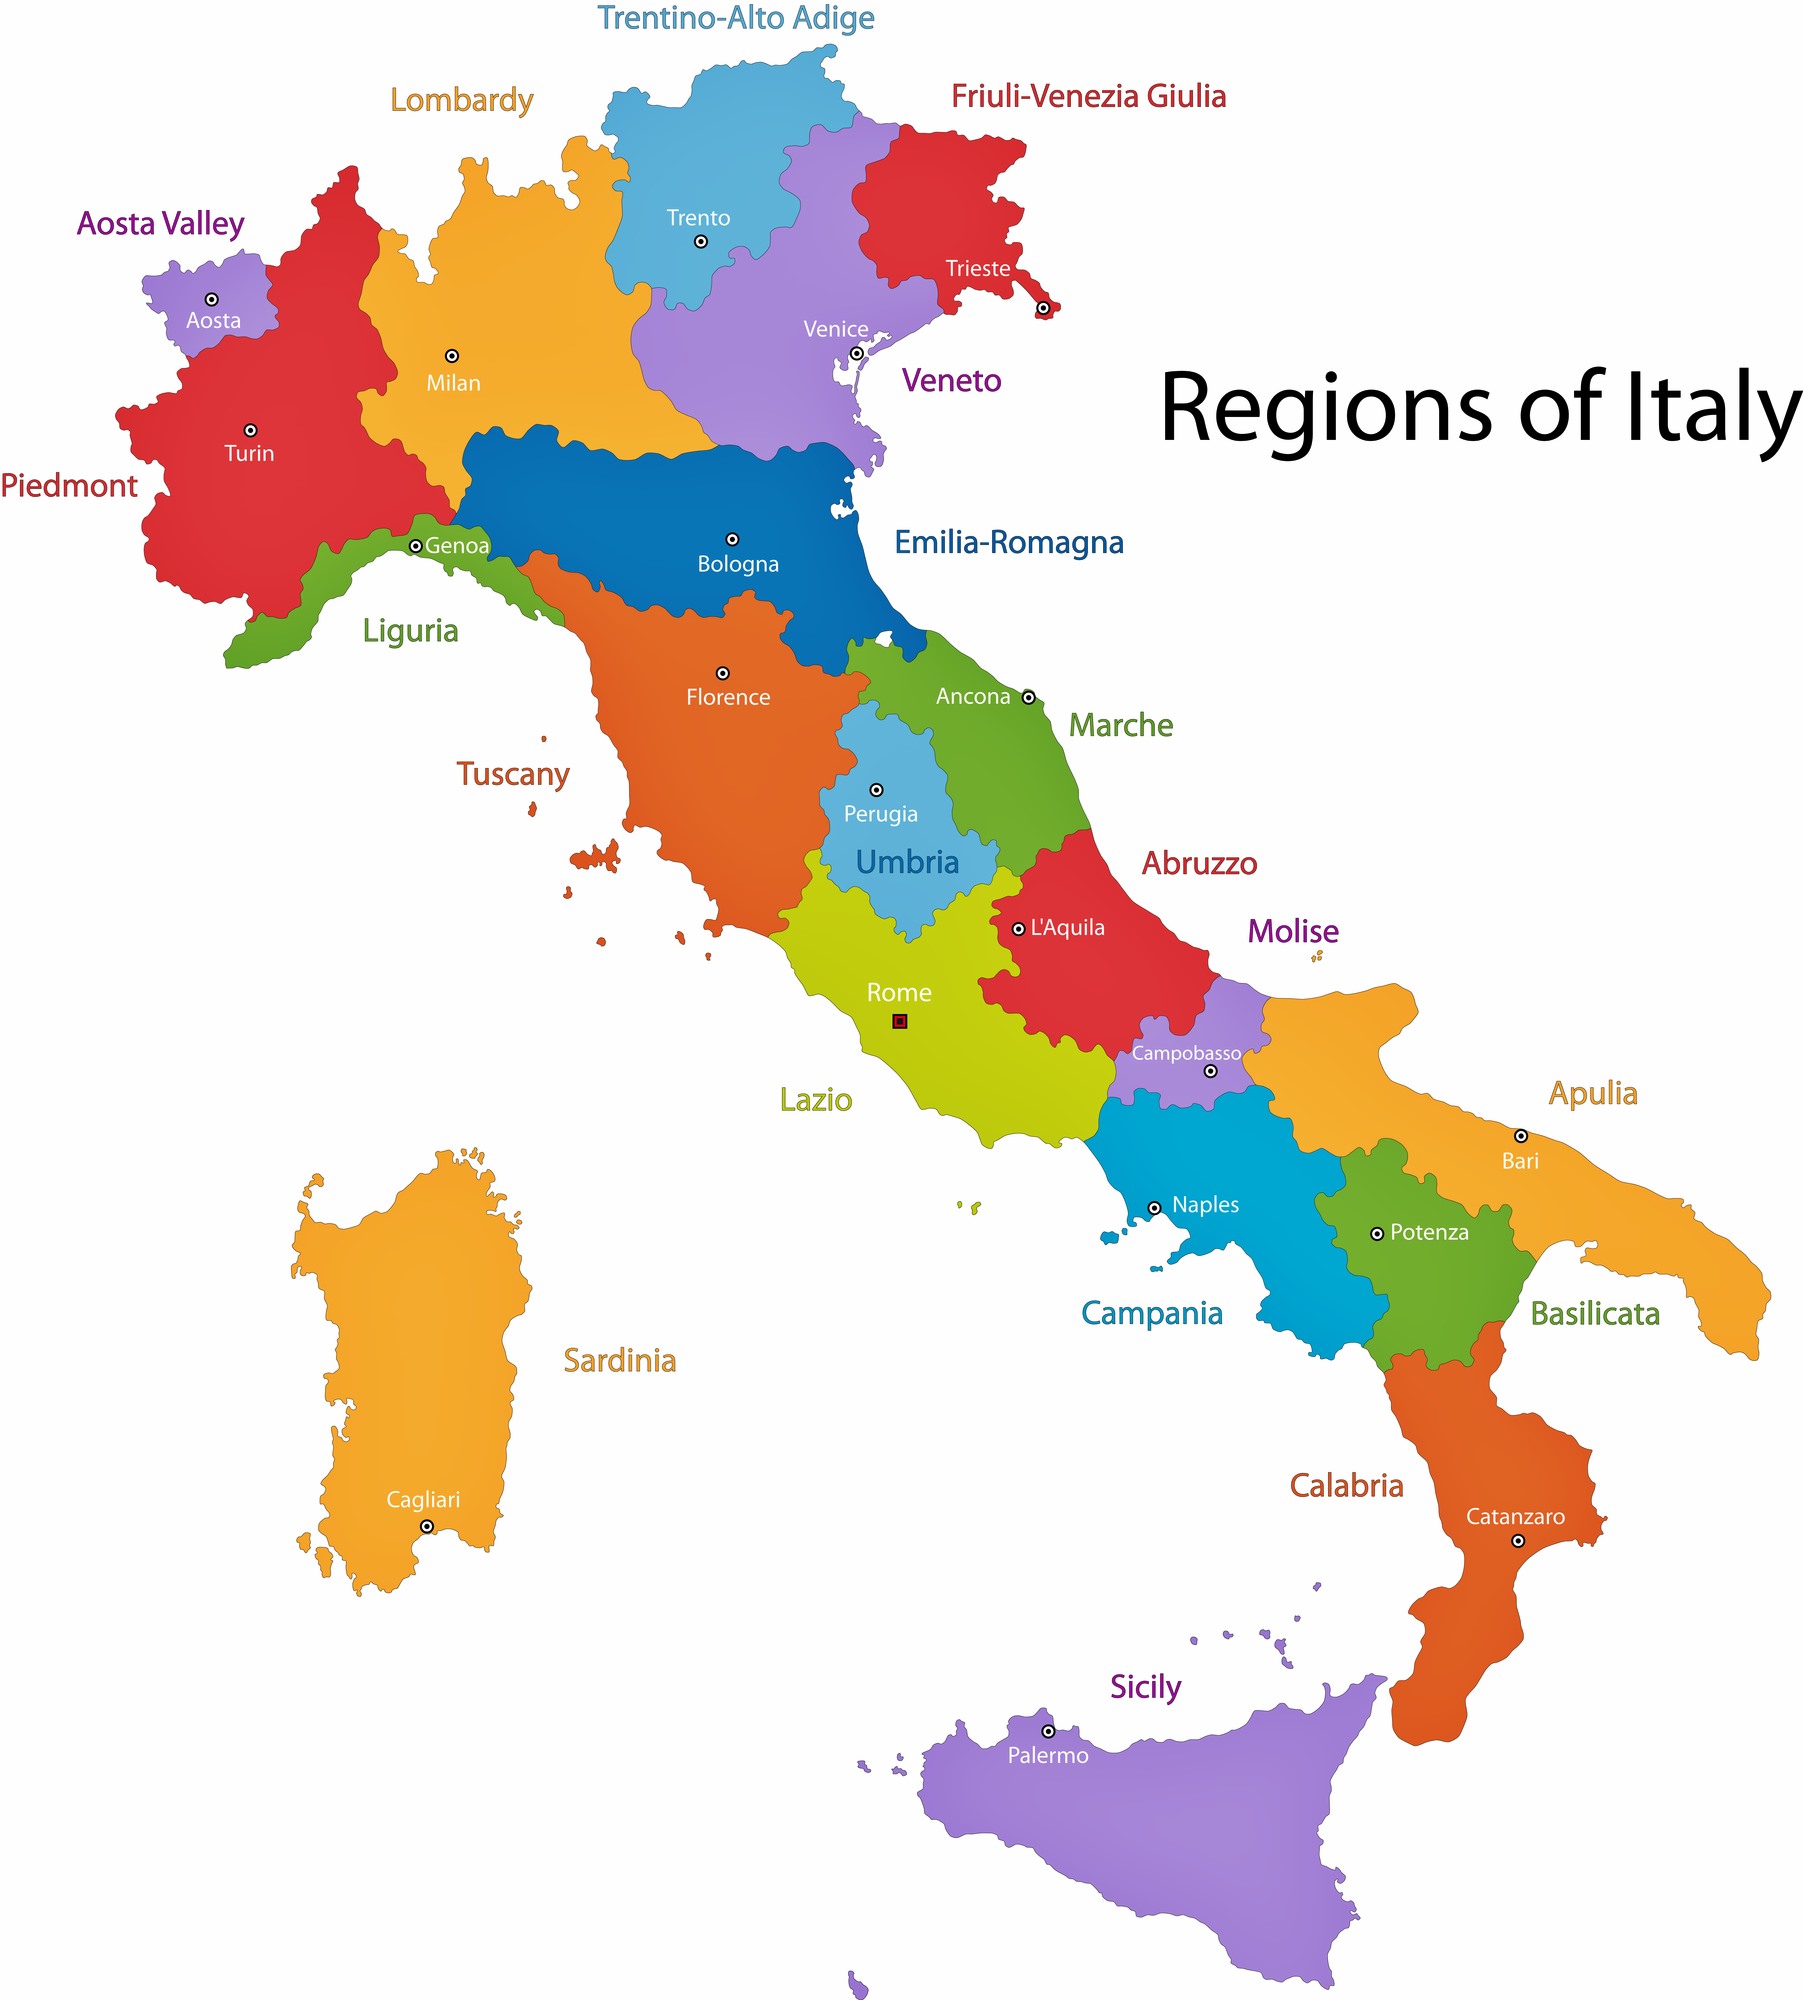 Trentino-Alto Adige
Lombardy
Friuli-Venezia Giulia
Aosta Valley
Trento
Trieste
Aosta
Venice
Milan
Veneto
Regions of Italy
Turin
Piedmont
Genoa
Bologna
Emilia-Romagna
Liguria
Florence
Ancona
Marche
Tuscany
Perugia
Umbria
Abruzzo
L'Aquila
Molise
Rome
Campobasso
Lazio
Apulia
Bari
Naples
Potenza
Campania
Basilicata
Sardinia
Calabria
Cagliari
Catanzaro
Sicily
Palermo